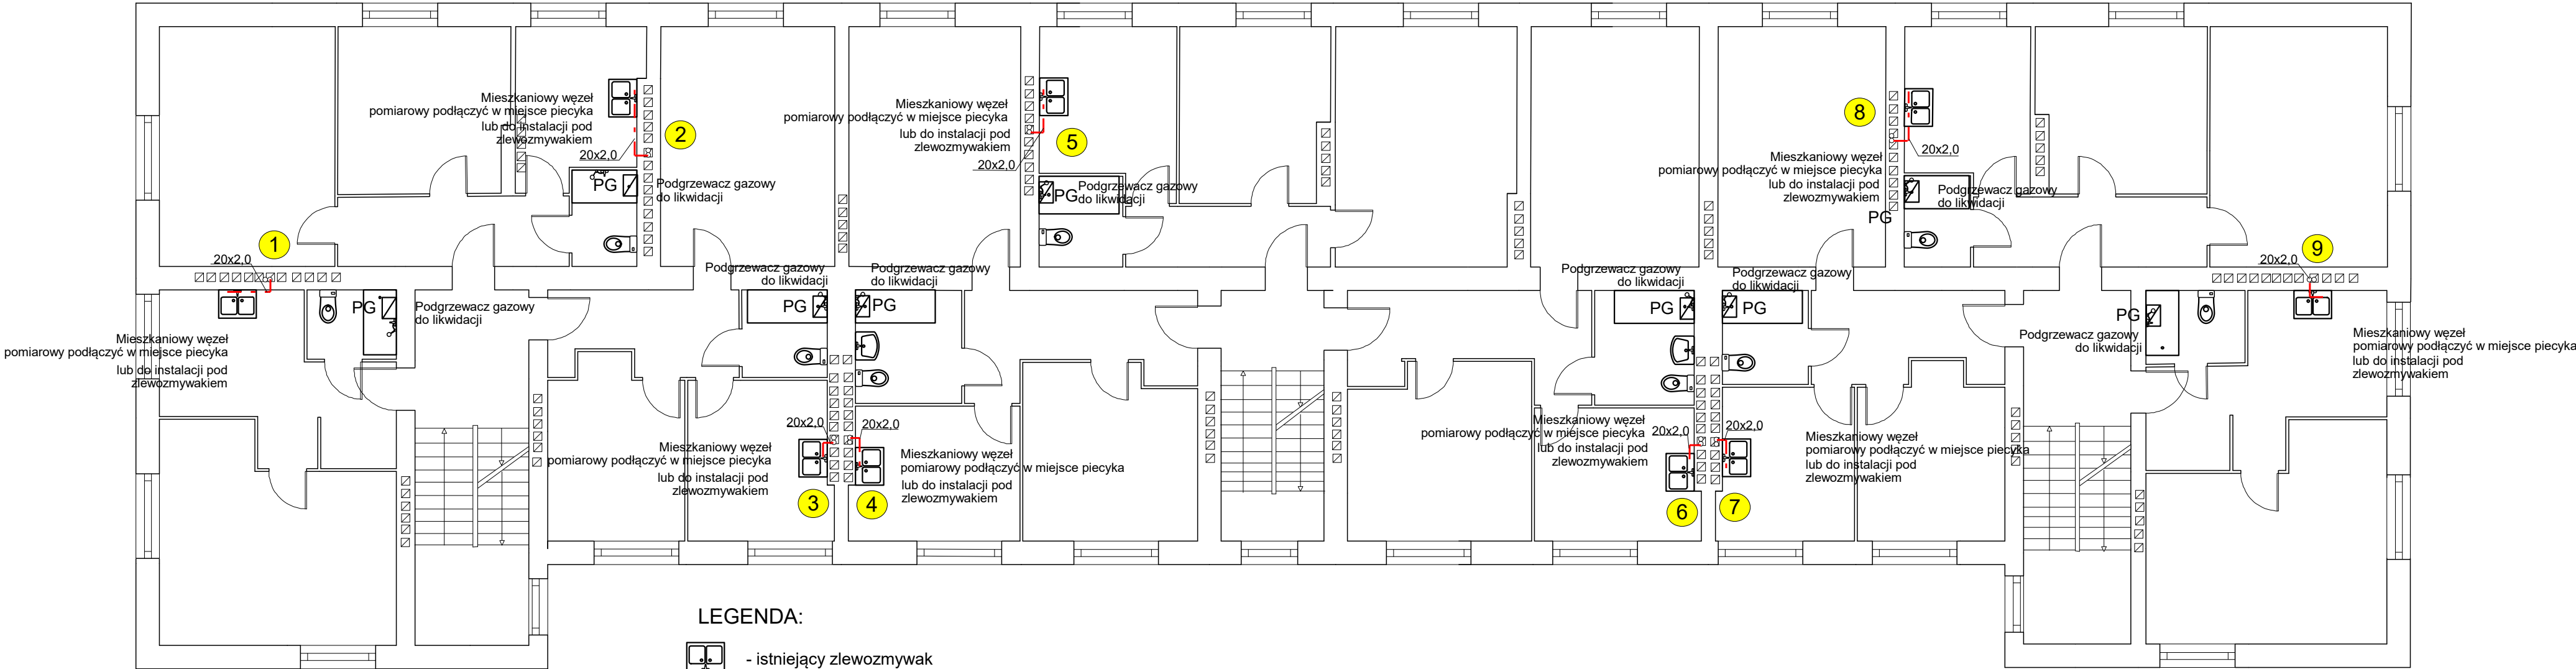 Mieszkaniowy węzeł
pomiarowy podłączyć w miejsce piecyka
lub do instalacji pod
zlewozmywakiem
20x2,0
2
PG
Podgrzewacz gazowy
do likwidacji
Mieszkaniowy węzeł
pomiarowy podłączyć w miejsce piecyka
lub do instalacji pod
zlewozmywakiem
20x2,0
5
PG
Podgrzewacz gazowy
do likwidacji
8
20x2,0
Mieszkaniowy węzeł
pomiarowy podłączyć w miejsce piecyka
lub do instalacji pod
zlewozmywakiem
PG
Podgrzewacz gazowy
do likwidacji
1
20x2,0
PG
Podgrzewacz gazowy
do likwidacji
Mieszkaniowy węzeł
pomiarowy podłączyć w miejsce piecyka
lub do instalacji pod
zlewozmywakiem
Podgrzewacz gazowy
do likwidacji
PG
20x2,0
Mieszkaniowy węzeł
pomiarowy podłączyć w miejsce piecyka
lub do instalacji pod
zlewozmywakiem
3
Podgrzewacz gazowy
do likwidacji
PG
20x2,0
Mieszkaniowy węzeł
pomiarowy podłączyć w miejsce piecyka
lub do instalacji pod
zlewozmywakiem
4
Podgrzewacz gazowy
do likwidacji
PG
Mieszkaniowy węzeł
pomiarowy podłączyć w miejsce piecyka
lub do instalacji pod
zlewozmywakiem
20x2,0
6
Podgrzewacz gazowy
do likwidacji
PG
20x2,0
Mieszkaniowy węzeł
pomiarowy podłączyć w miejsce piecyka
lub do instalacji pod
zlewozmywakiem
7
9
20x2,0
PG
Podgrzewacz gazowy
do likwidacji
Mieszkaniowy węzeł
pomiarowy podłączyć w miejsce piecyka
lub do instalacji pod
zlewozmywakiem
LEGENDA:
- istniejący zlewozmywak